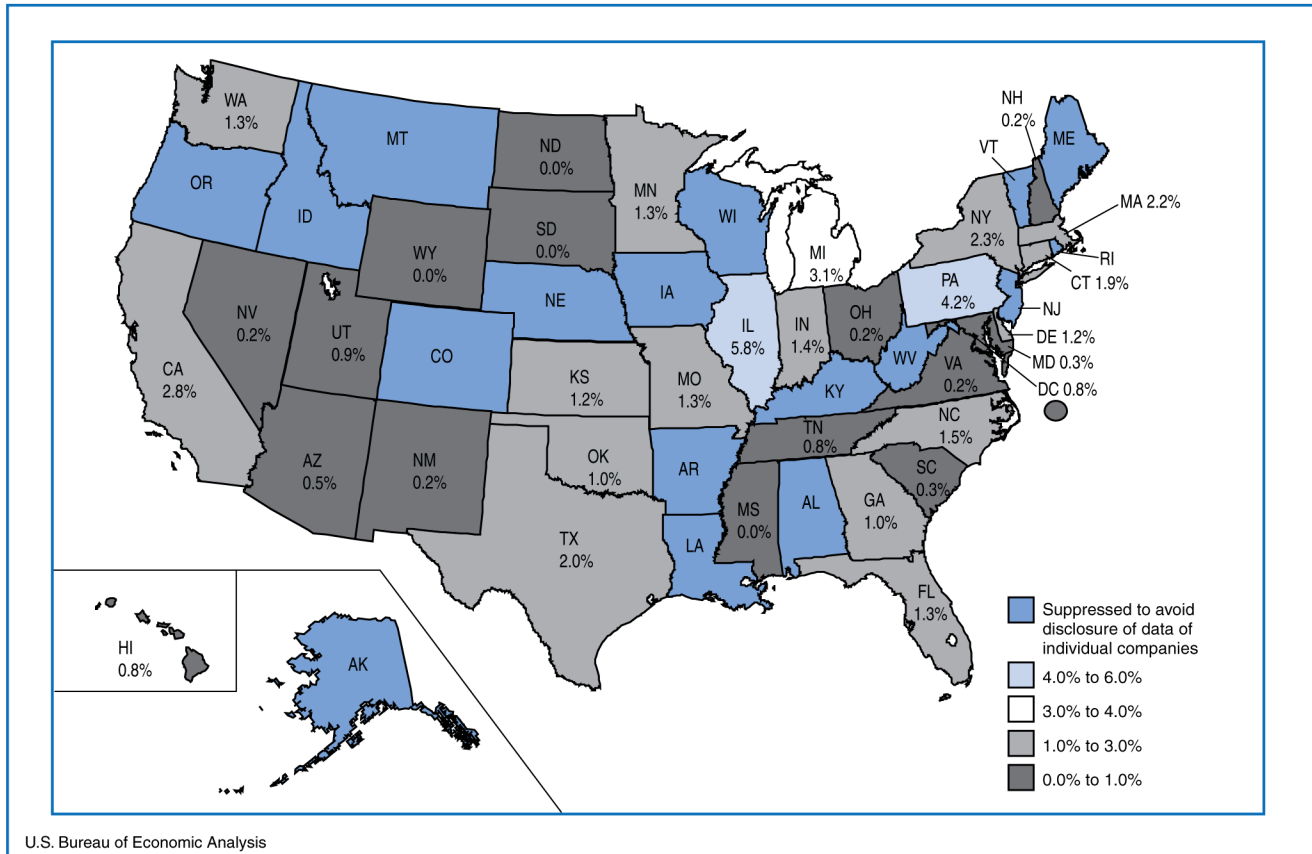 WA
1.3%
MT
ND
0.0%
MN
1.3%
NH
0.2%
VT
ME
OR
ID
WY
0.0%
SD
0.0%
WI
MI
3.1%
NY
2.3%
MA 2.2%
RI
CT 1.9%
PA
4.2%
NJ
DE 1.2%
MD 0.3%
DC 0.8%
NV
0.2%
UT
0.9%
CO
NE
IA
IL
5.8%
IN
1.4%
OH
0.2%
WV
VA
0.2%
CA
2.8%
KS
1.2%
MO
1.3%
KY
NC
1.5%
TN
0.8%
AZ
0.5%
NM
0.2%
OK
1.0%
AR
SC
0.3%
MS
0.0%
AL
GA
1.0%
TX
2.0%
LA
FL
1.3%
HI
0.8%
AK
Suppressed to avoid
disclosure of data of
individual companies
4.0% to 6.0%
3.0% to 4.0%
1.0% to 3.0%
0.0% to 1.0%
U.S. Bureau of Economic Analysis